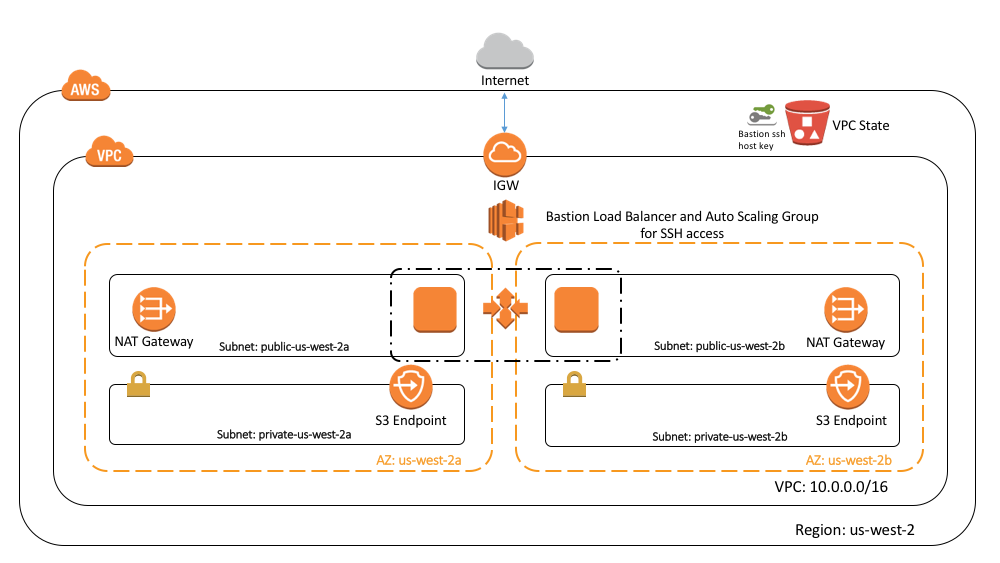 Internet
AWS
Bastion ssh
host key
VPC State
VPC
IGW
Bastion Load Balancer and Auto Scaling Group
for SSH access
NAT Gateway
Subnet: public-us-west-2a
Subnet: public-us-west-2b
NAT Gateway
S3 Endpoint
Subnet: private-us-west-2a
S3 Endpoint
Subnet: private-us-west-2b
AZ: us-west-2a
AZ: us-west-2b
VPC: 10.0.0.0/16
Region: us-west-2